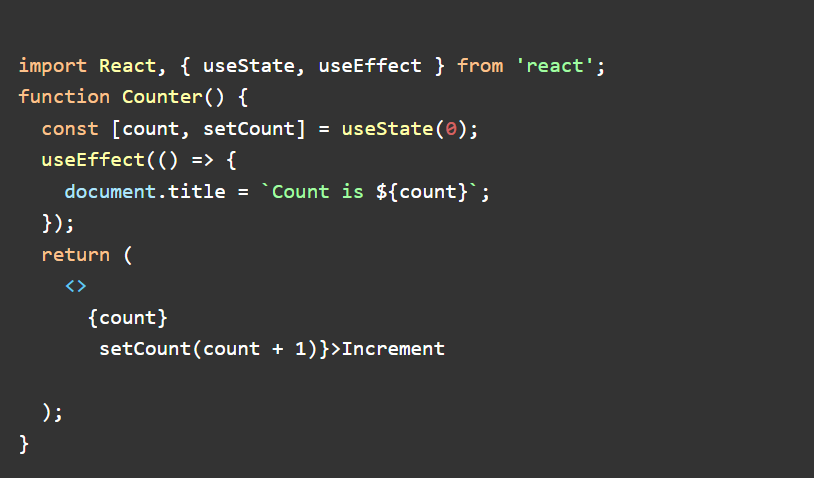 import React, { useState, useEffect } from 'react';
function Counter() {
const [count, setCount] = useState(0);
useEffect(() => {
document.title = `Count is ${count}`;
});
return (
<>
{count}
setCount(count + 1)}>Increment
);
}